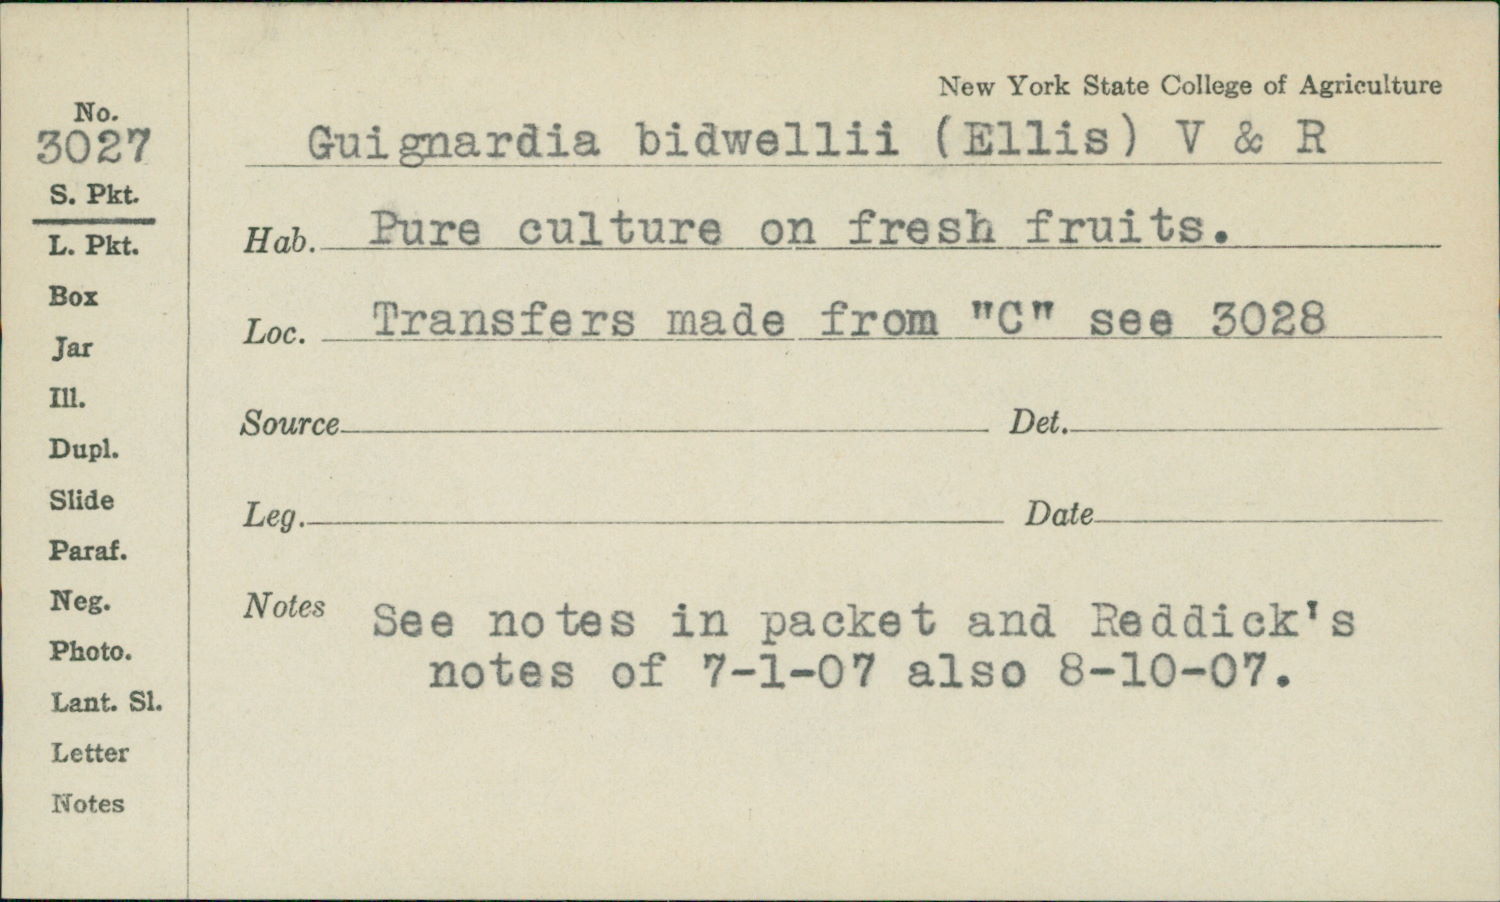 New York State College of Agriculture
No.
3027
S. Pkt.
L. Pkt.
Box
Jar
Ill.
Dupl.
Slide
Paraf.
Neg.
Photo.
Lant. Sl.
Letter
Notes
Guignardia bidwellii (Ellis) V & R
Hab. Pure culture on fresh fruits.
Loc. Transfers made from "C" see 3028
Source Det.
Leg. Date
Notes See notes in packet and Reddick's
notes of 7-1-07 also 8-10-07.